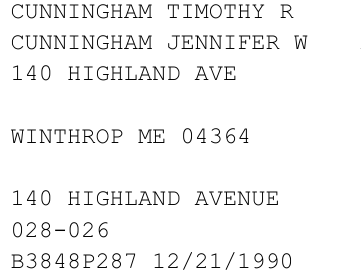 CUNNINGHAM TIMOTHY R
CUNNINGHAM JENNIFER W
140 HIGHLAND AVE
WINTHROP ME 04364
140 HIGHLAND AVENUE
028-026
B3848P287 12/21/1990